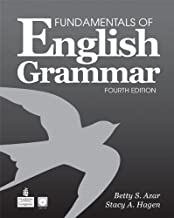 FUNDAMENTALS OF
English
Grammar
FOURTH EDITION
Betty S. Azar
Stacy A. Hagen